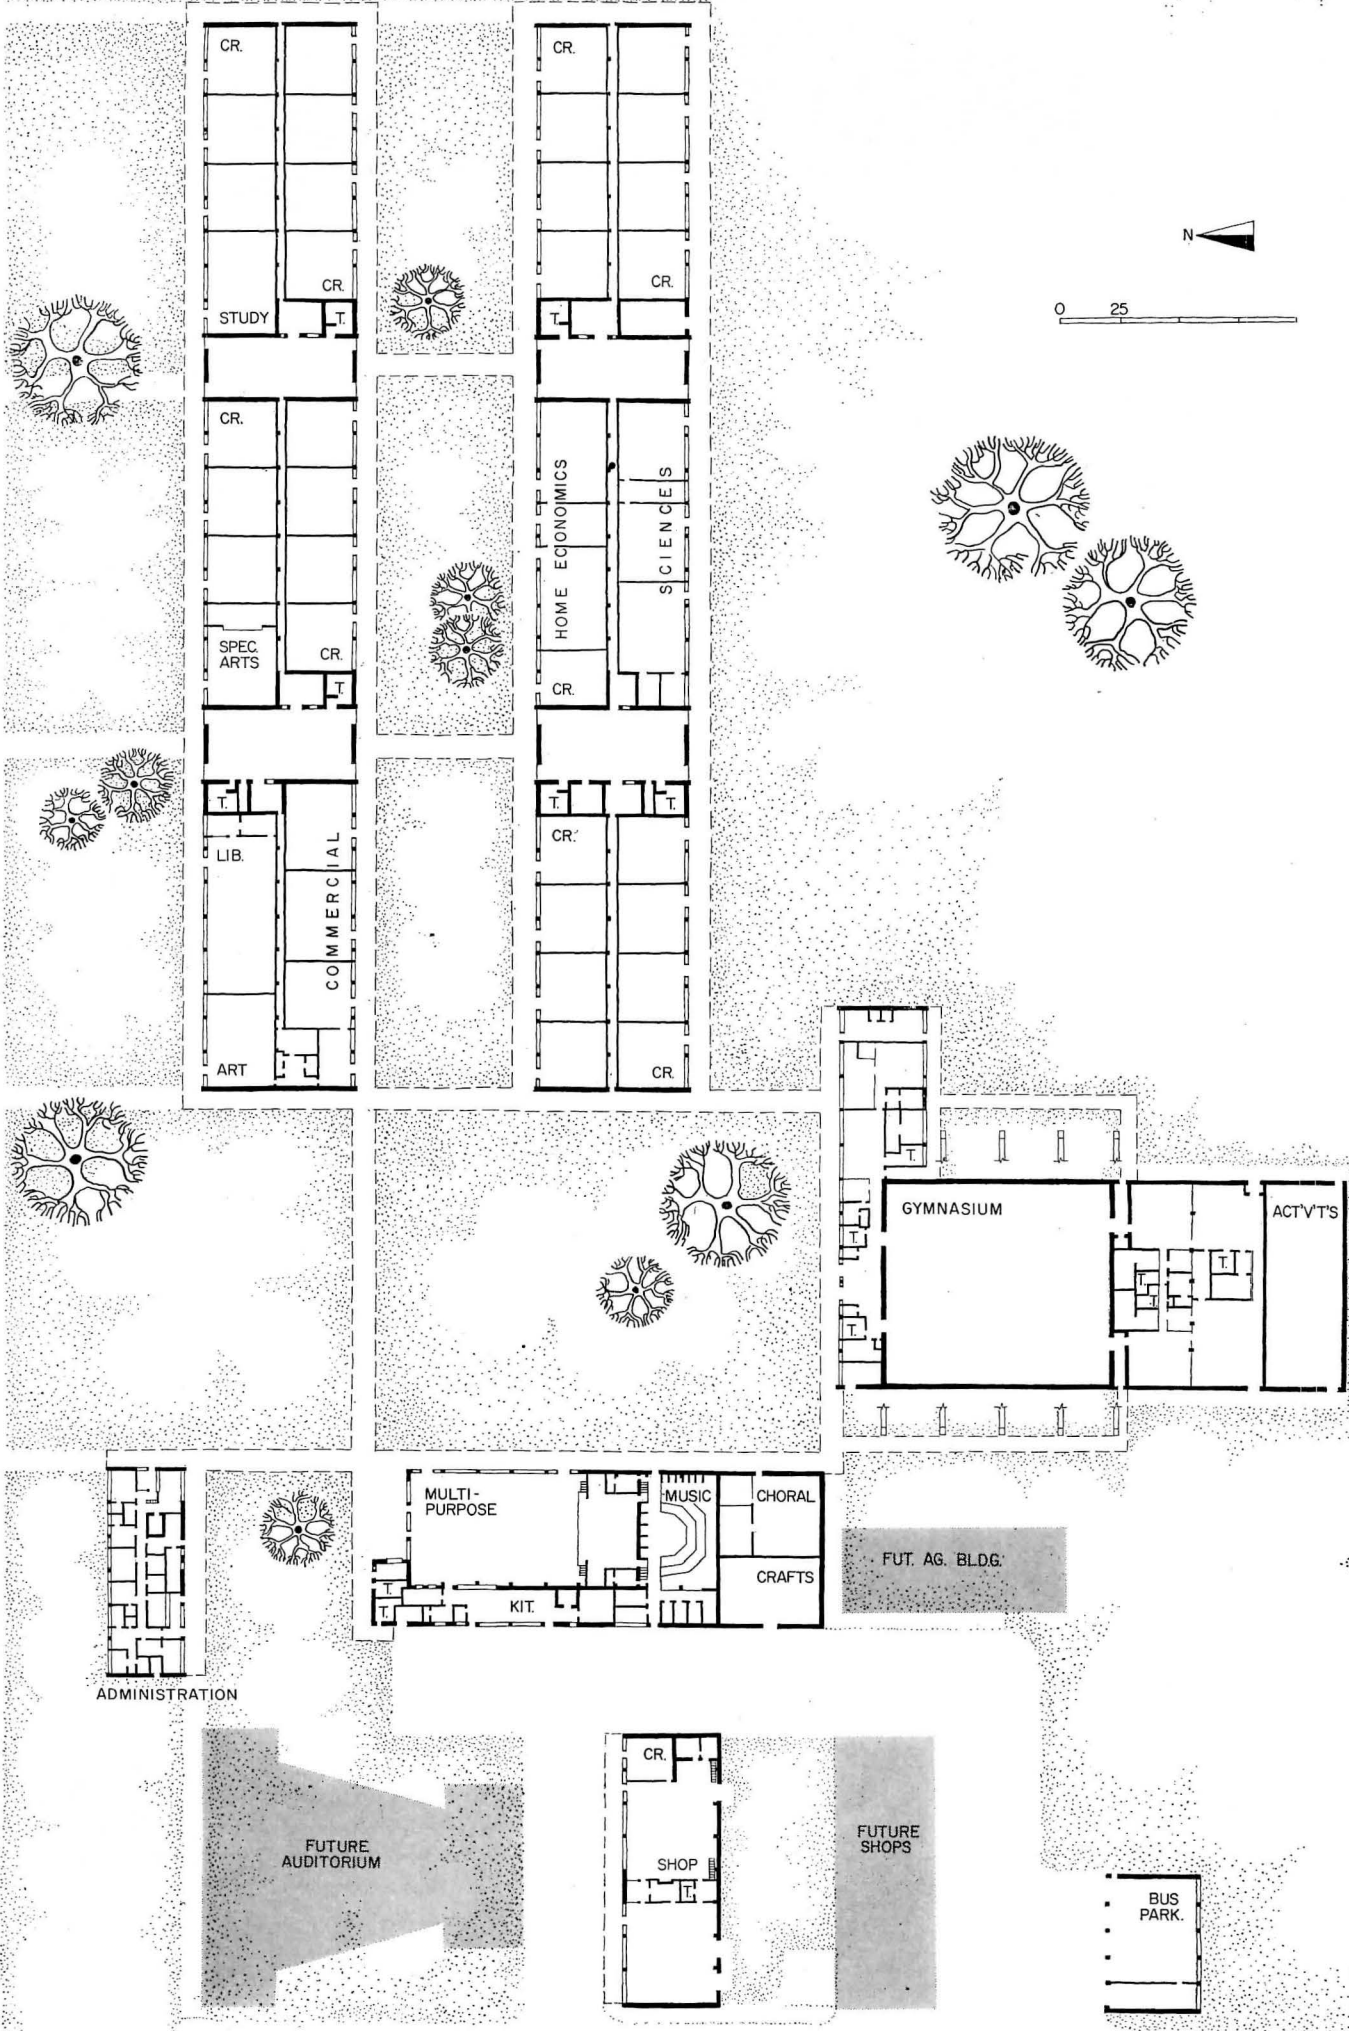 CR.
CR.
N
CR.
CR.
0 25
STUDY
T.
T.
CR.
HOME ECONOMICS
SCIENCES
SPEC.
ARTS
CR.
T.
CR.
T.
T.
T.
CR.
LIB.
COMMERCIAL
ART
CR.
T.
GYMNASIUM
ACT'V'T'S
T.
T.
T.
T.
T.
MULTI-
PURPOSE
MUSIC
CHORAL
FUT. AG. BLDG.
CRAFTS
T.
T.
KIT.
ADMINISTRATION
CR.
FUTURE
AUDITORIUM
FUTURE
SHOPS
SHOP
T.
BUS
PARK.